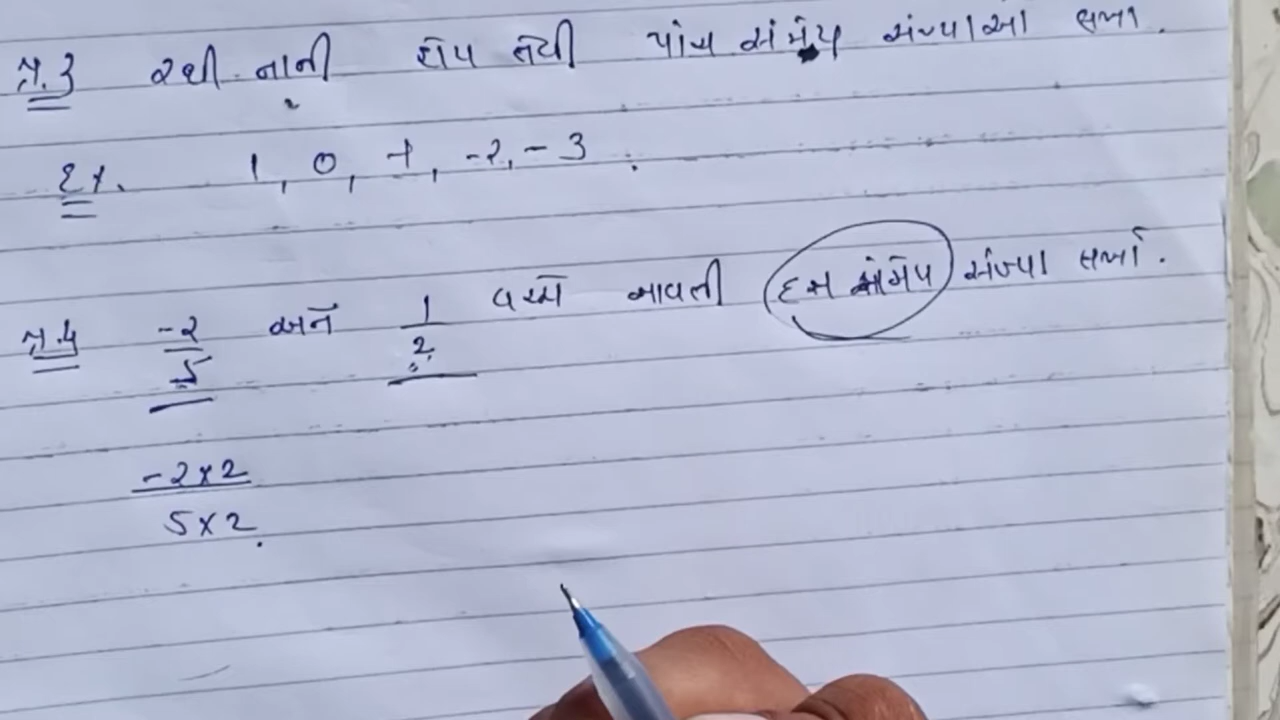 પ્ર.૩ ૨થી નાની હોય તેવી પાંચ સંમેય સંખ્યાઓ લખો.
દા. 1, 0, -1, -2, -3.
પ્ર.૪ -2/5 અને 1/2 વચ્ચે આવતી દસ સંમેય સંખ્યા લખો.
-2×2
5×2